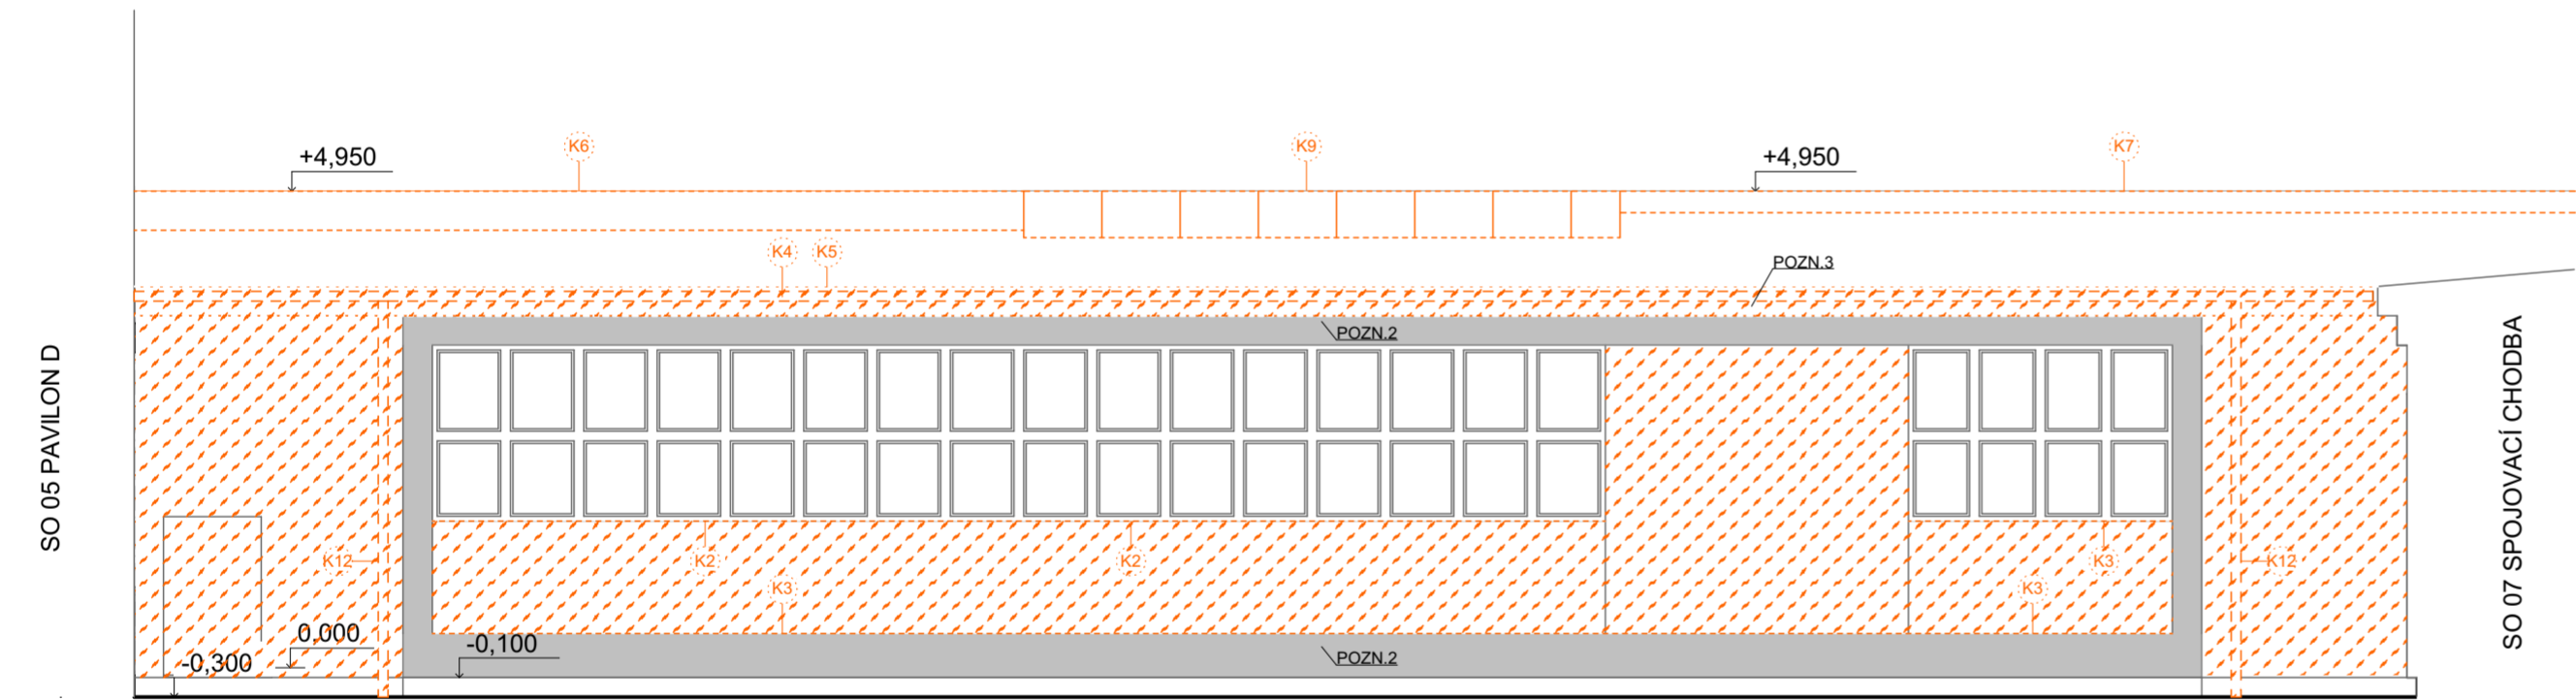 K6
K9
K7
+4,950
+4,950
K4
K5
POZN.3
POZN.2
SO 05 PAVILON D
SO 07 SPOJOVACÍ CHODBA
K12
K2
K2
K3
K12
K3
K3
0,000
-0,100
-0,300
POZN.2